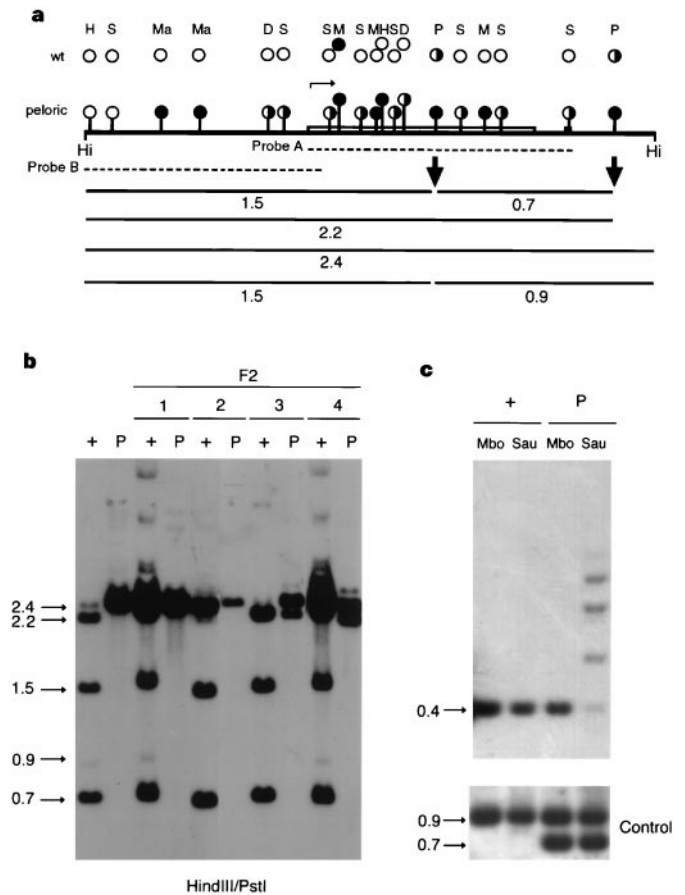 a
H S Ma Ma D S S M S M H S D P S M S S P
wt
peloric
Hi Probe A Hi
Probe B
1.5 0.7
2.2
2.4
1.5 0.9
b
F2
1 2 3 4
+ P + P + P + P + P
2.4
2.2
1.5
0.9
0.7
HindIII/PstI
c
+ P
Mbo Sau Mbo Sau
0.4
0.9
0.7
Control